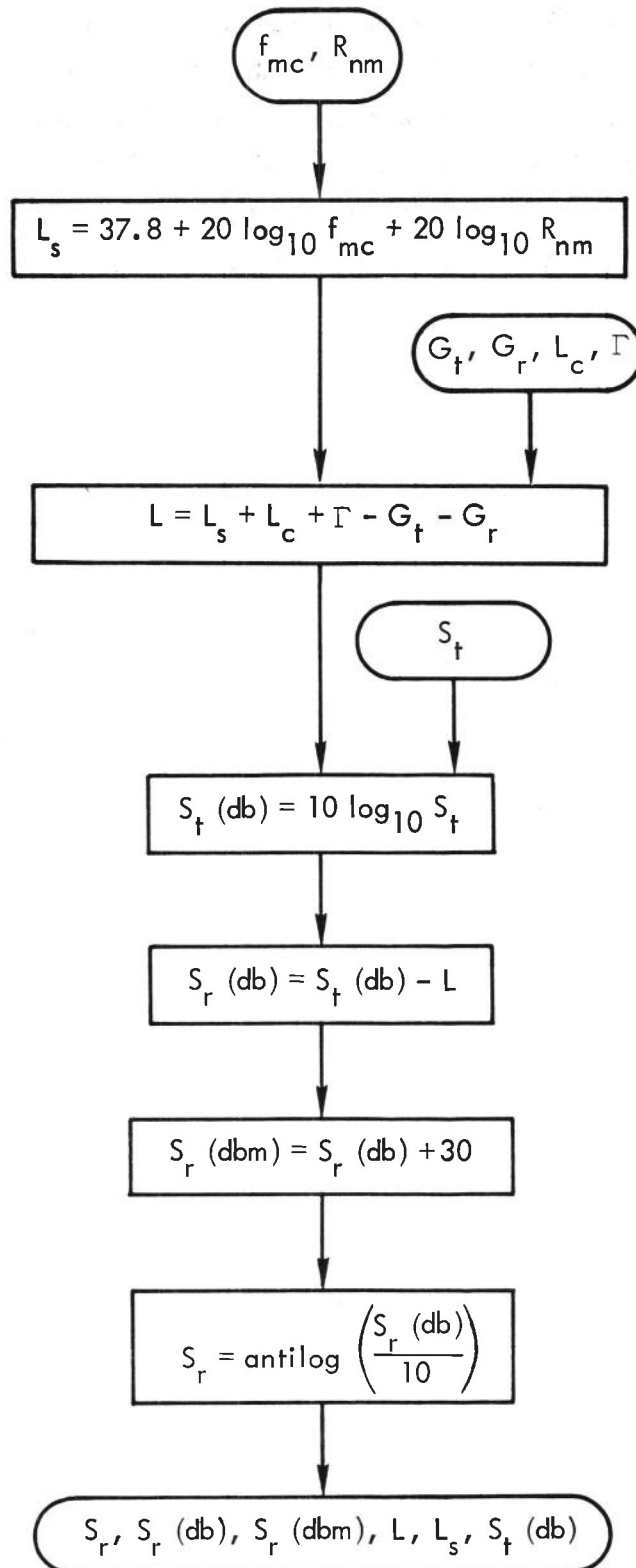 f_mc, R_nm
L_s = 37.8 + 20 log_10 f_mc + 20 log_10 R_nm
G_t, G_r, L_c, Γ
L = L_s + L_c + Γ - G_t - G_r
S_t
S_t (db) = 10 log_10 S_t
S_r (db) = S_t (db) - L
S_r (dbm) = S_r (db) + 30
S_r = antilog (S_r (db) / 10)
S_r, S_r (db), S_r (dbm), L, L_s, S_t (db)